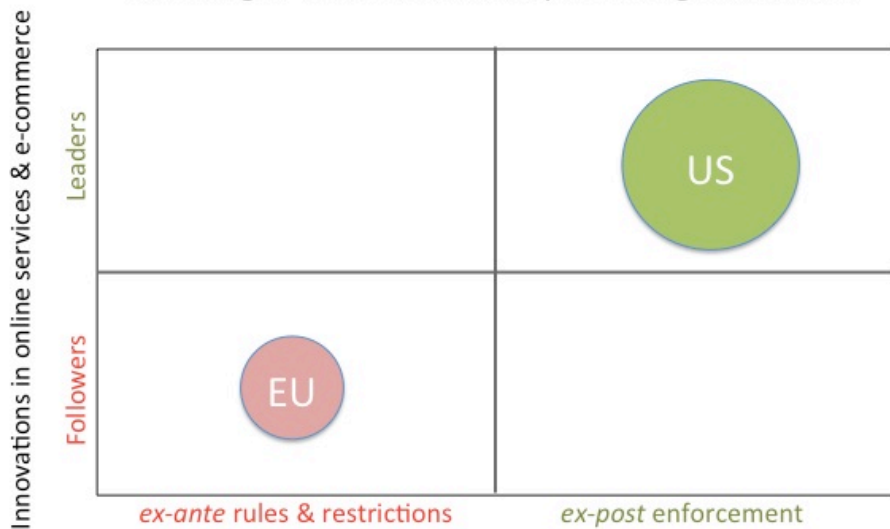 Leaders
US
Innovations in online services & e-commerce
Followers
EU
ex-ante rules & restrictions
ex-post enforcement